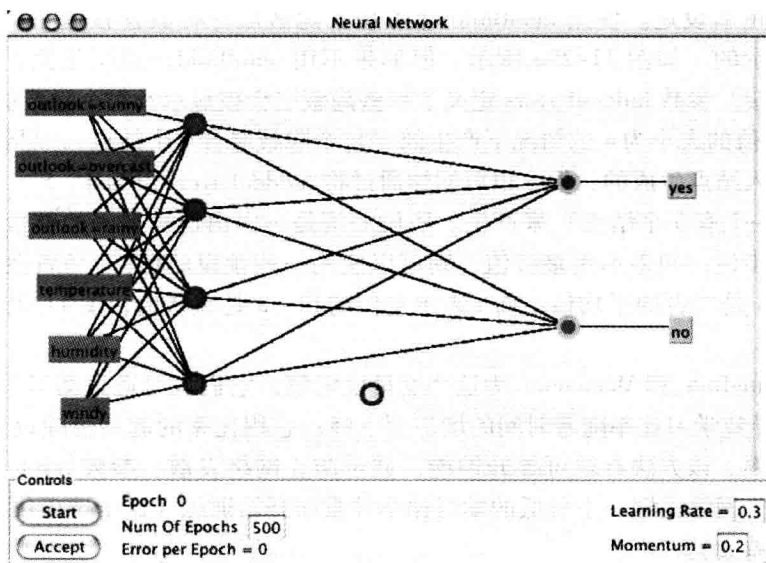 Neural Network
outlook=sunny
outlook=overcast
outlook=rainy
temperature
humidity
windy
yes
no
Controls
Start
Accept
Epoch 0
Num Of Epochs 500
Error per Epoch = 0
Learning Rate = 0.3
Momentum = 0.2